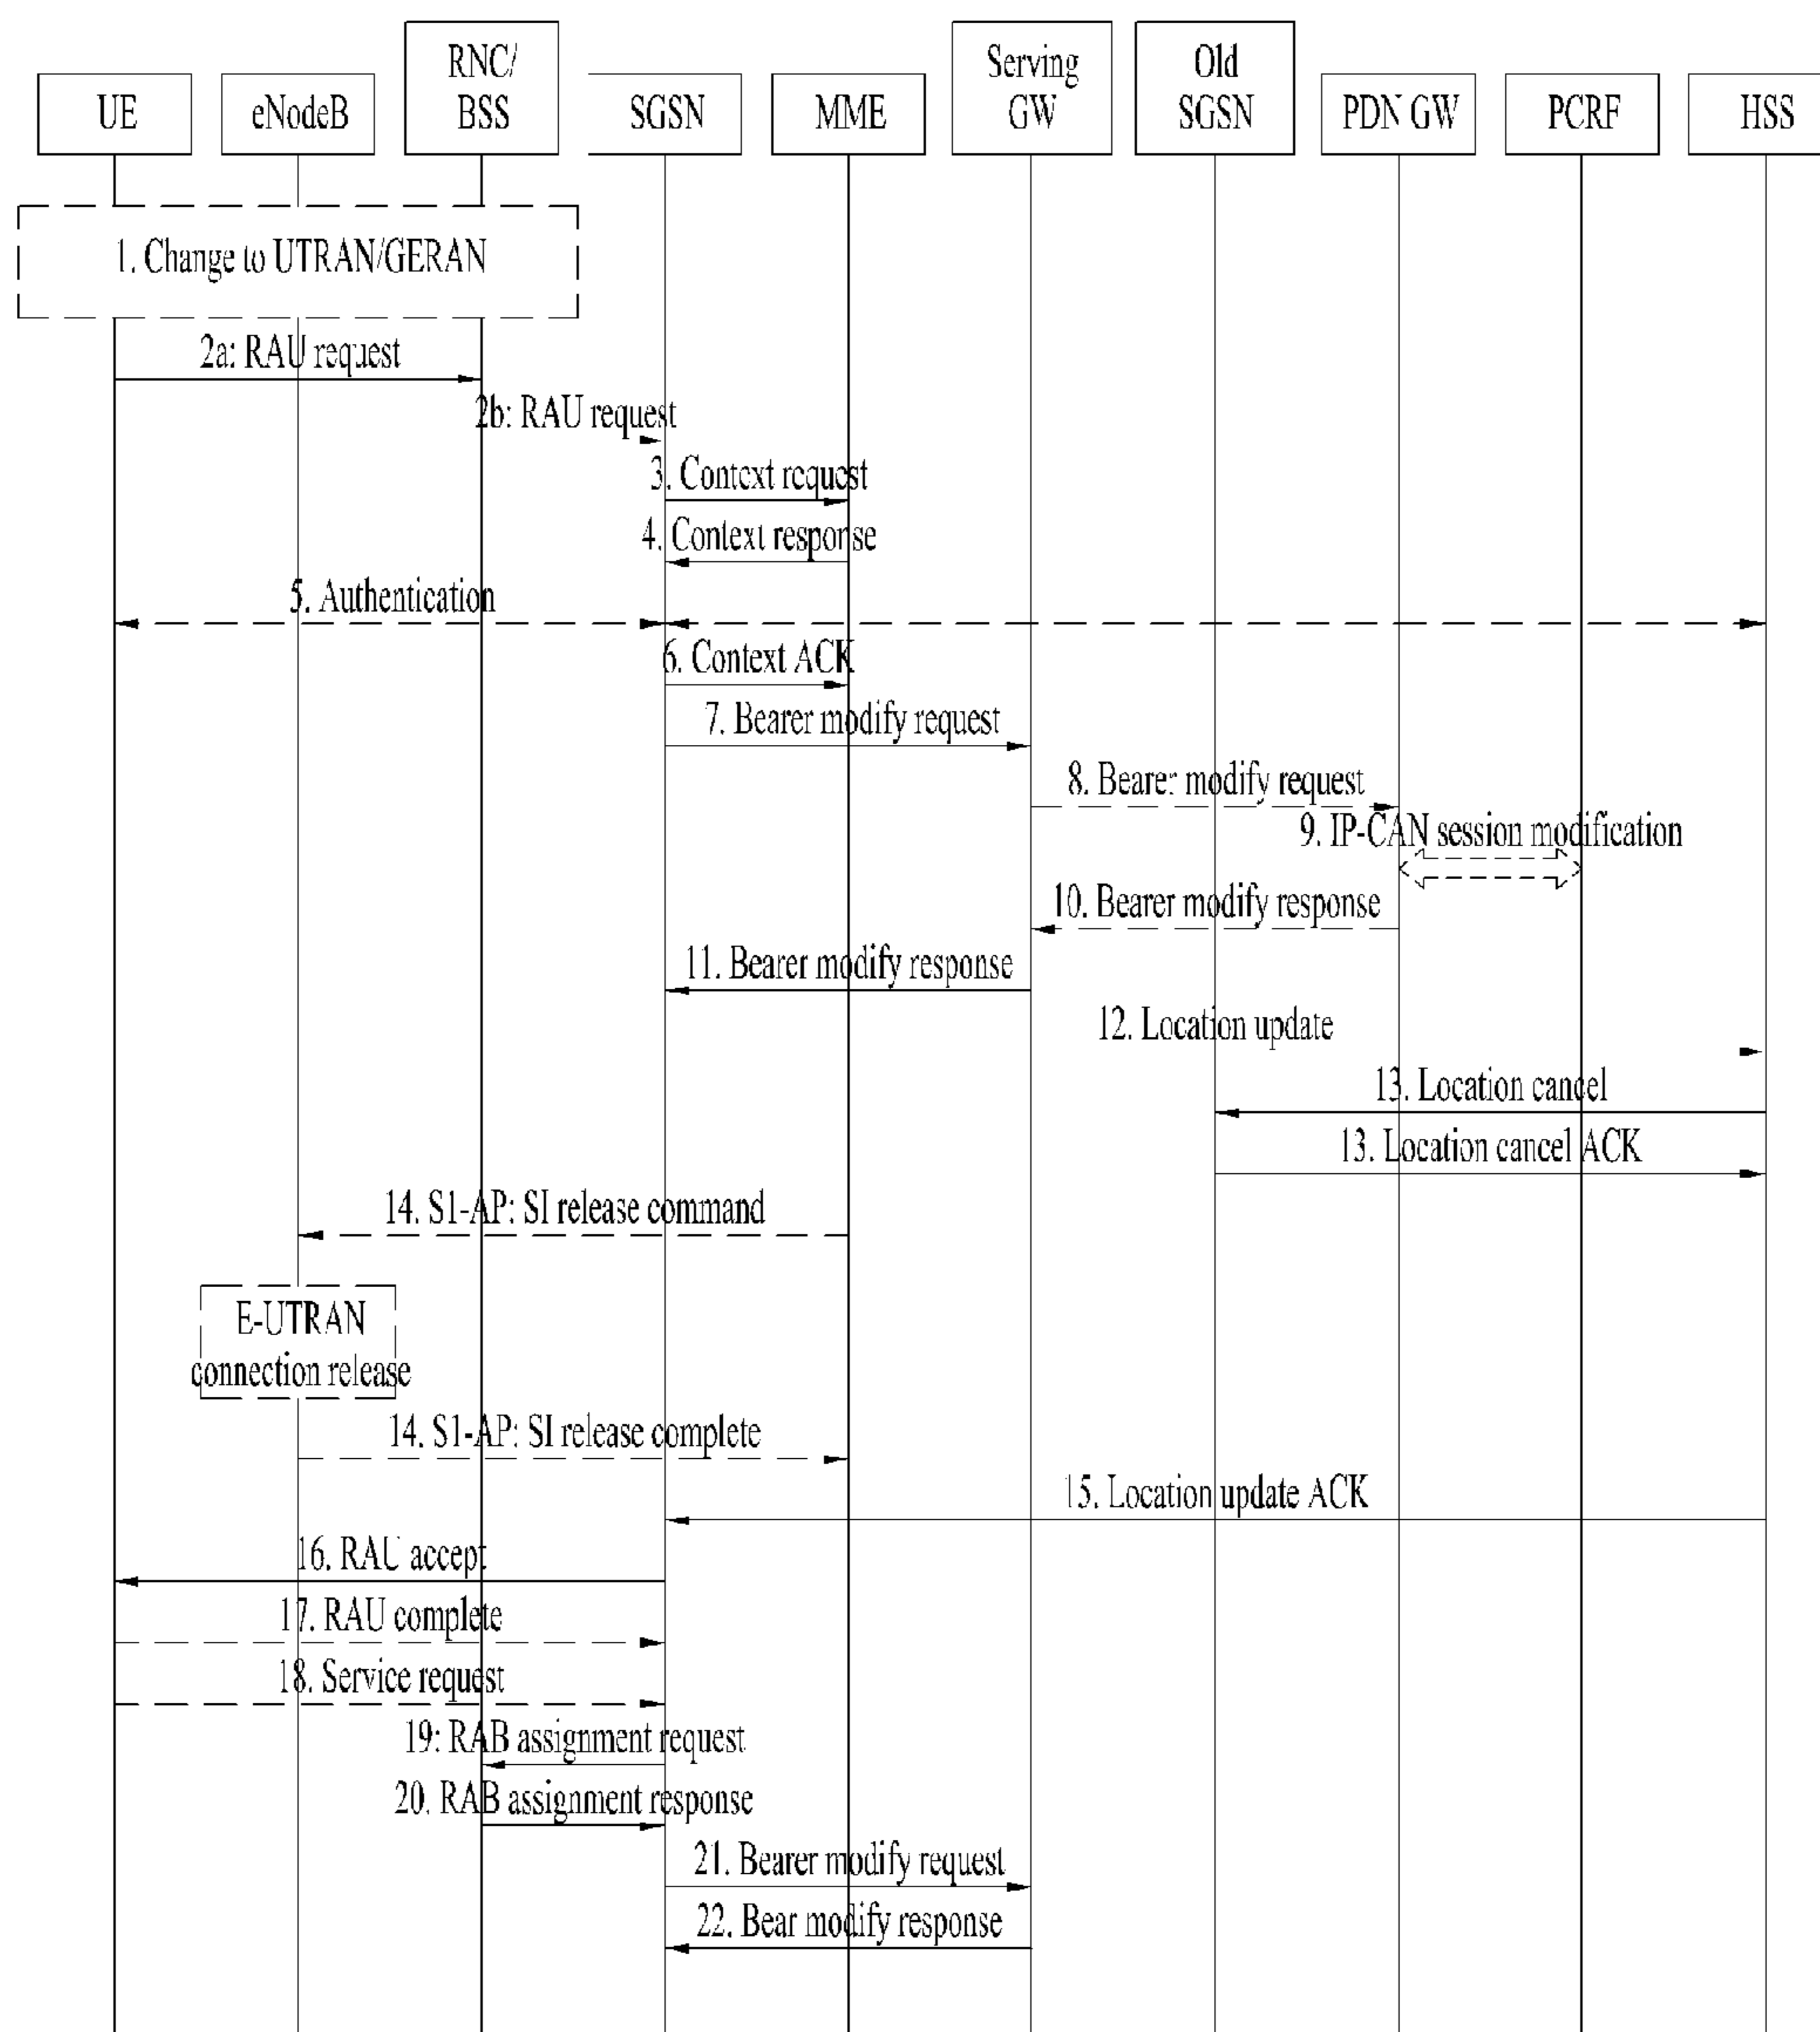 UE
eNodeB
RNC/
BSS
SGSN
MME
Serving
GW
Old
SGSN
PDN GW
PCRF
HSS
1. Change to UTRAN/GERAN
2a: RAU request
2b: RAU request
3. Context request
4. Context response
5. Authentication
6. Context ACK
7. Bearer modify request
8. Bearer modify request
9. IP-CAN session modification
10. Bearer modify response
11. Bearer modify response
12. Location update
13. Location cancel
13. Location cancel ACK
14. S1-AP: SI release command
E-UTRAN
connection release
14. S1-AP: SI release complete
15. Location update ACK
16. RAU accept
17. RAU complete
18. Service request
19: RAB assignment request
20. RAB assignment response
21. Bearer modify request
22. Bear modify response